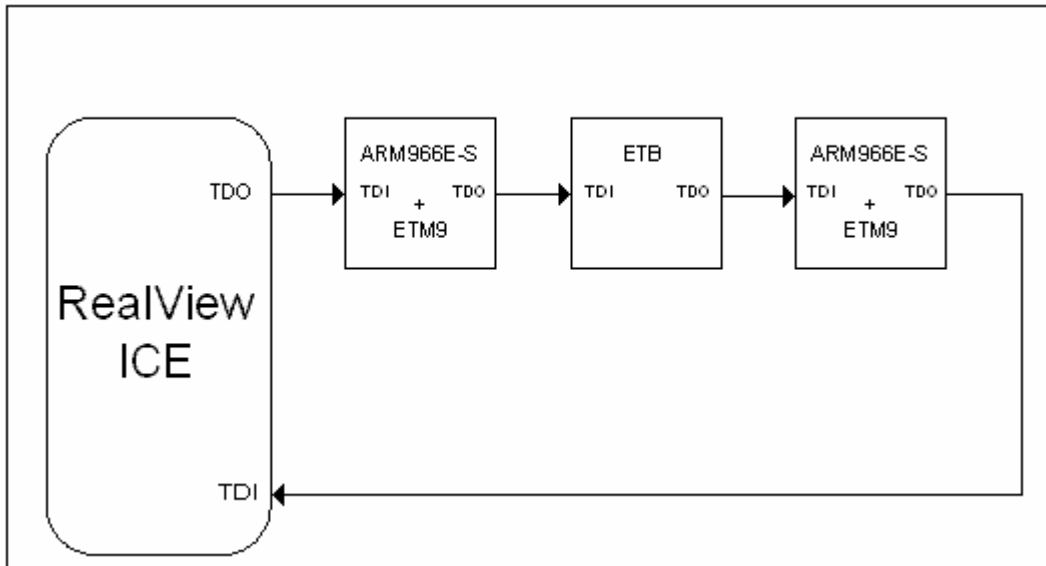 ARM966E-S
TDI TDO
+
ETM9
ETB
TDI TDO
ARM966E-S
TDI TDO
+
ETM9
TDO
RealView
ICE
TDI